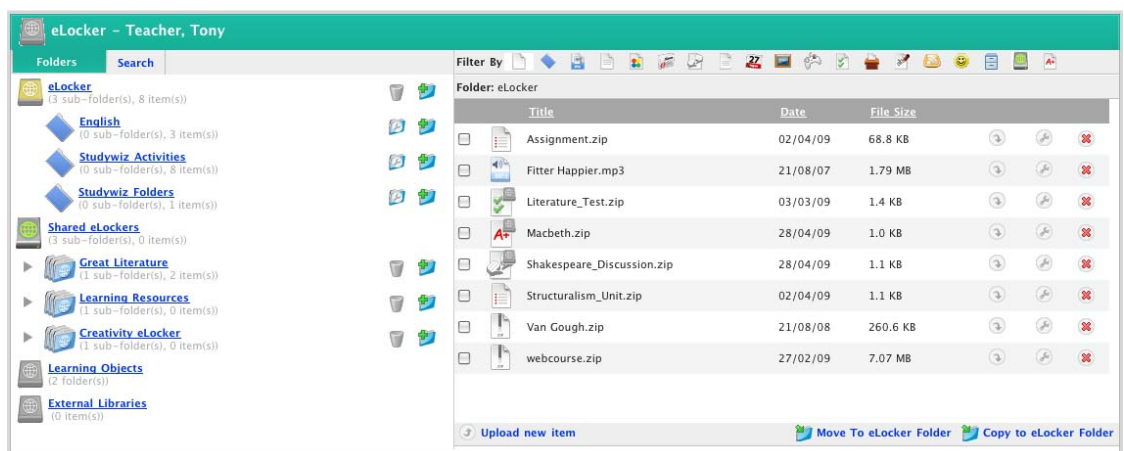 eLocker - Teacher, Tony
Folders
Search
eLocker
(3 sub-folder(s), 8 item(s))
English
(0 sub-folder(s), 3 item(s))
Studywiz Activities
(0 sub-folder(s), 8 item(s))
Studywiz Folders
(0 sub-folder(s), 1 item(s))
Shared eLockers
(3 sub-folder(s), 0 item(s))
Great Literature
(1 sub-folder(s), 2 item(s))
Learning Resources
(1 sub-folder(s), 0 item(s))
Creativity eLocker
(1 sub-folder(s), 0 item(s))
Learning Objects
(2 folder(s))
External Libraries
(0 item(s))
Filter By
Folder: eLocker
Title Date File Size
Assignment.zip 02/04/09 68.8 KB
Fitter Happier.mp3 21/08/07 1.79 MB
Literature_Test.zip 03/03/09 1.4 KB
Macbeth.zip 28/04/09 1.0 KB
Shakespeare_Discussion.zip 28/04/09 1.1 KB
Structuralism_Unit.zip 02/04/09 1.1 KB
Van Gough.zip 21/08/08 260.6 KB
webcourse.zip 27/02/09 7.07 MB
Upload new item Move To eLocker Folder Copy to eLocker Folder